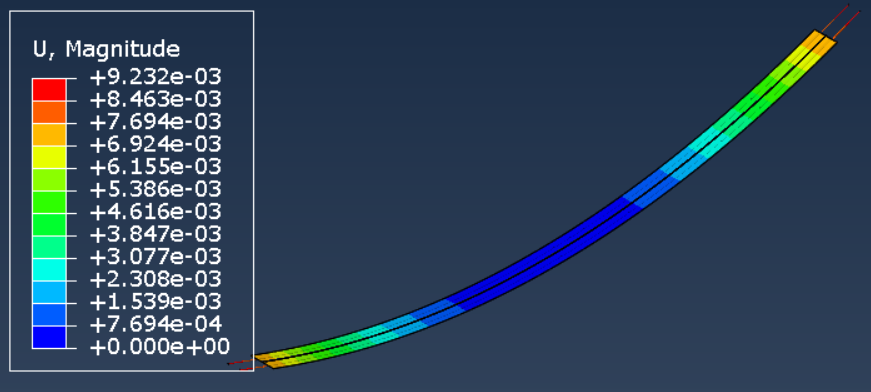 U, Magnitude
+9.232e-03
+8.463e-03
+7.694e-03
+6.924e-03
+6.155e-03
+5.386e-03
+4.616e-03
+3.847e-03
+3.077e-03
+2.308e-03
+1.539e-03
+7.694e-04
+0.000e+00